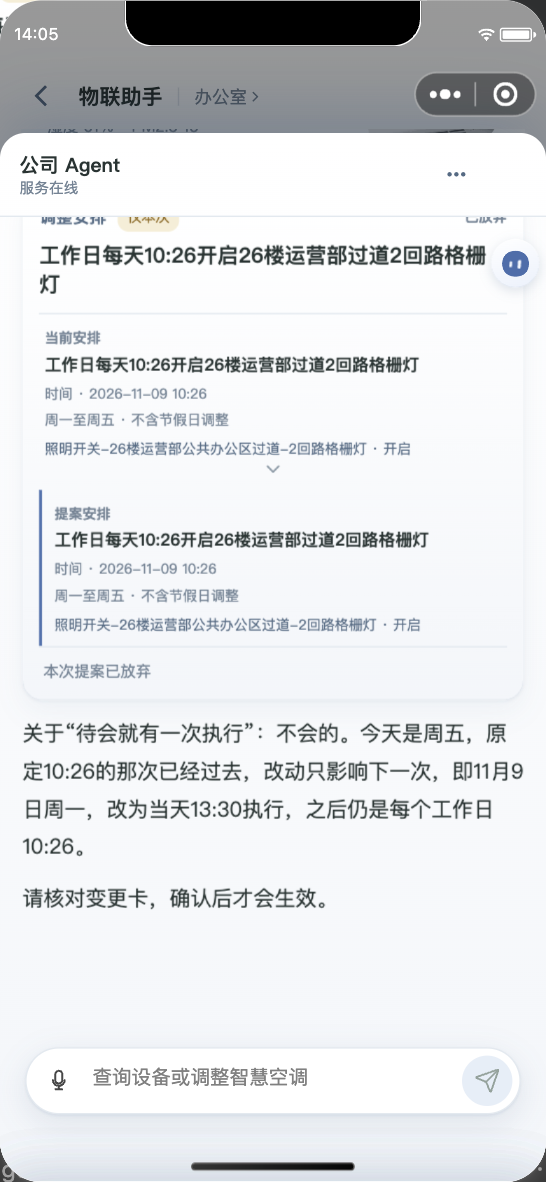 14:05
物联助手
办公室
公司 Agent
服务在线
调整安排 仅本次 已放弃
工作日每天10:26开启26楼运营部过道2回路格栅
灯
当前安排
工作日每天10:26开启26楼运营部过道2回路格栅灯
时间 · 2026-11-09 10:26
周一至周五 · 不含节假日调整
照明开关-26楼运营部公共办公区过道-2回路格栅灯 · 开启
提案安排
工作日每天10:26开启26楼运营部过道2回路格栅灯
时间 · 2026-11-09 10:26
周一至周五 · 不含节假日调整
照明开关-26楼运营部公共办公区过道-2回路格栅灯 · 开启
本次提案已放弃
关于“待会就有一次执行”：不会的。今天是周五，原
定10:26的那次已经过去，改动只影响下一次，即11月9
日周一，改为当天13:30执行，之后仍是每个工作日
10:26。
请核对变更卡，确认后才会生效。
查询设备或调整智慧空调